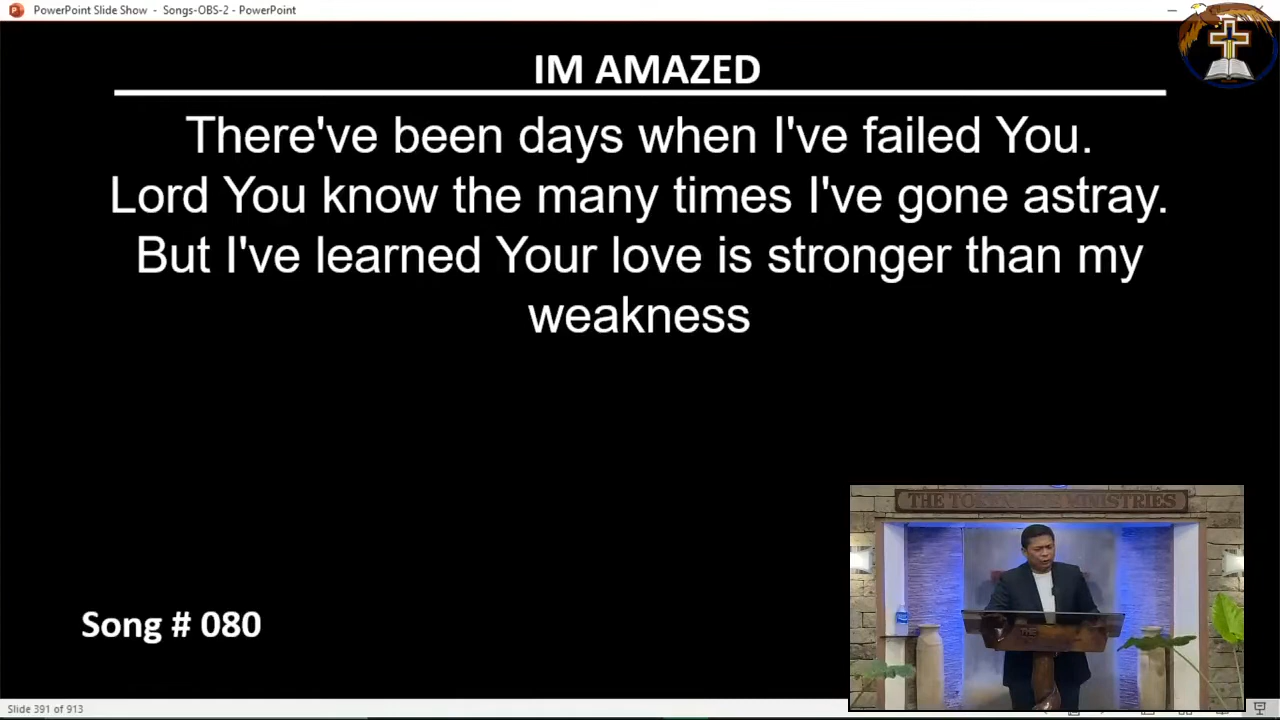 PowerPoint Slide Show - Songs-OBS-2 - PowerPoint
IM AMAZED
There've been days when I've failed You.
Lord You know the many times I've gone astray.
But I've learned Your love is stronger than my
weakness
THE MINISTRIES
Song # 080
Slide 391 of 913